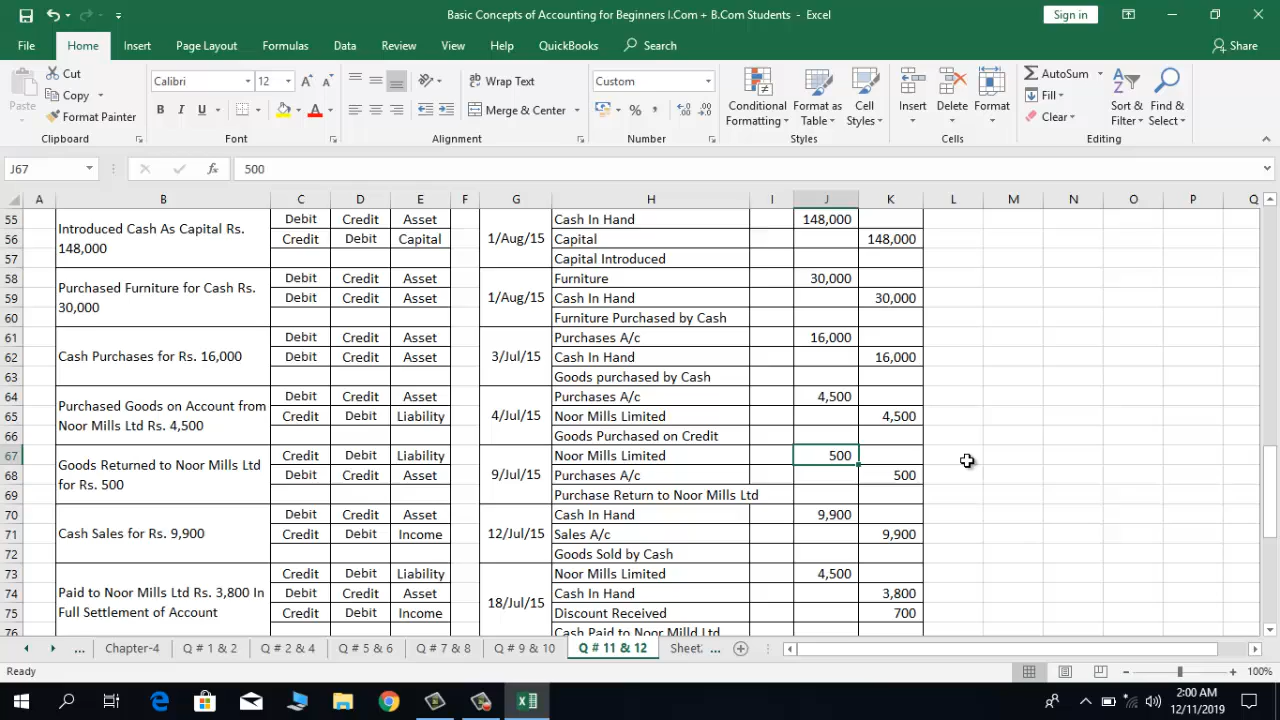 Basic Concepts of Accounting for Beginners I.Com + B.Com Students - Excel
Sign in
File Home Insert Page Layout Formulas Data Review View Help QuickBooks Search Share
Paste Cut Copy Format Painter
Calibri 12
B I U A
Wrap Text
Merge & Center
Custom
% ,
Conditional Formatting Format as Table Cell Styles
Insert Delete Format
AutoSum Fill Clear
Sort & Filter Find & Select
Clipboard Font Alignment Number Styles Cells Editing
J67 fx 500
A B C D E F G H I J K L M N O P Q
55 Debit Credit Asset Cash In Hand 148,000
Introduced Cash As Capital Rs. 148,000
56 Credit Debit Capital 1/Aug/15 Capital 148,000
57 Capital Introduced
58 Debit Credit Asset Furniture 30,000
Purchased Furniture for Cash Rs. 30,000
59 Debit Credit Asset 1/Aug/15 Cash In Hand 30,000
60 Furniture Purchased by Cash
61 Debit Credit Asset Purchases A/c 16,000
62 Cash Purchases for Rs. 16,000 Debit Credit Asset 3/Jul/15 Cash In Hand 16,000
63 Goods purchased by Cash
64 Debit Credit Asset Purchases A/c 4,500
Purchased Goods on Account from Noor Mills Ltd Rs. 4,500
65 Credit Debit Liability 4/Jul/15 Noor Mills Limited 4,500
66 Goods Purchased on Credit
67 Credit Debit Liability Noor Mills Limited 500
Goods Returned to Noor Mills Ltd for Rs. 500
68 Debit Credit Asset 9/Jul/15 Purchases A/c 500
69 Purchase Return to Noor Mills Ltd
70 Debit Credit Asset Cash In Hand 9,900
71 Cash Sales for Rs. 9,900 Credit Debit Income 12/Jul/15 Sales A/c 9,900
72 Goods Sold by Cash
73 Credit Debit Liability Noor Mills Limited 4,500
Paid to Noor Mills Ltd Rs. 3,800 In Full Settlement of Account
74 Debit Credit Asset 18/Jul/15 Cash In Hand 3,800
75 Credit Debit Income Discount Received 700
76 Cash Paid to Noor Milld Ltd
... Chapter-4 Q # 1 & 2 Q # 2 & 4 Q # 5 & 6 Q # 7 & 8 Q # 9 & 10 Q # 11 & 12 Sheet. ...
Ready 100%
2:00 AM
12/11/2019